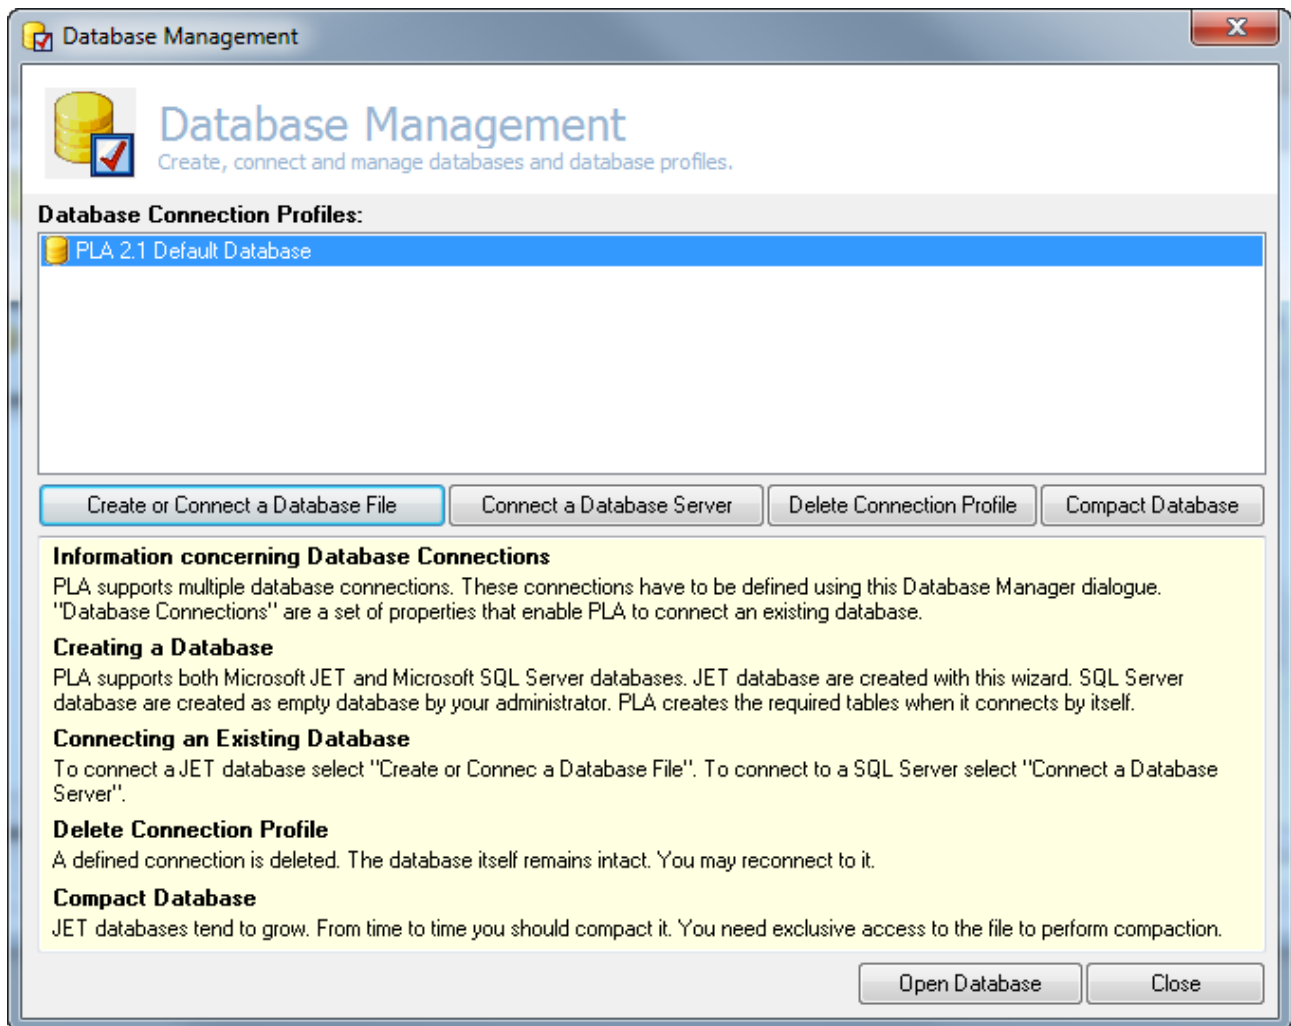 Database Management
Database Management
Create, connect and manage databases and database profiles.
Database Connection Profiles:
PLA 2.1 Default Database
Create or Connect a Database File
Connect a Database Server
Delete Connection Profile
Compact Database
Information concerning Database Connections
PLA supports multiple database connections. These connections have to be defined using this Database Manager dialogue.
"Database Connections" are a set of properties that enable PLA to connect an existing database.
Creating a Database
PLA supports both Microsoft JET and Microsoft SQL Server databases. JET database are created with this wizard. SQL Server
database are created as empty database by your administrator. PLA creates the required tables when it connects by itself.
Connecting an Existing Database
To connect a JET database select "Create or Connec a Database File". To connect to a SQL Server select "Connect a Database
Server".
Delete Connection Profile
A defined connection is deleted. The database itself remains intact. You may reconnect to it.
Compact Database
JET databases tend to grow. From time to time you should compact it. You need exclusive access to the file to perform compaction.
Open Database
Close